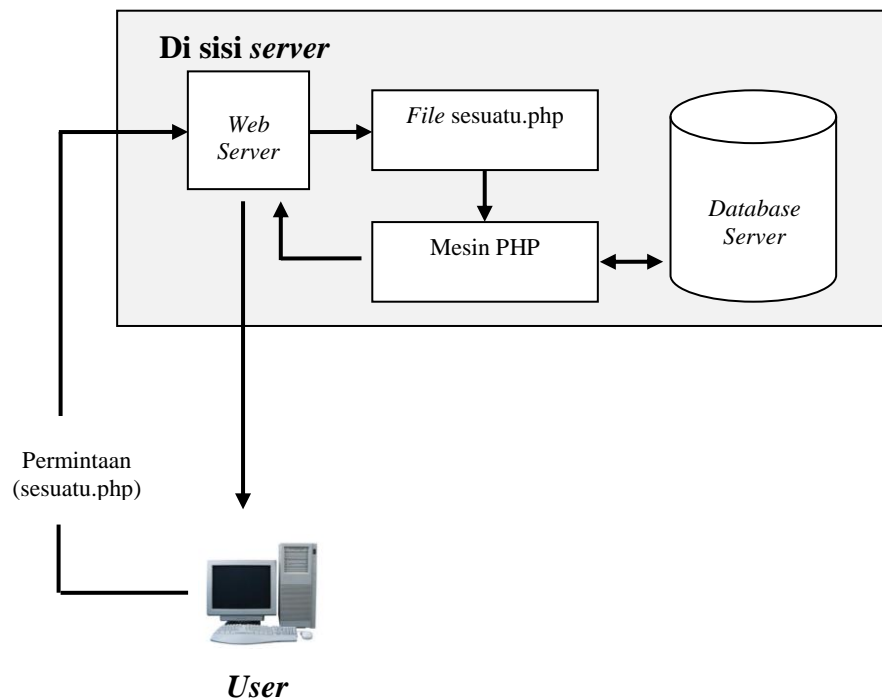 Di sisi server
Web
Server
File sesuatu.php
Mesin PHP
Database
Server
Permintaan
(sesuatu.php)
User